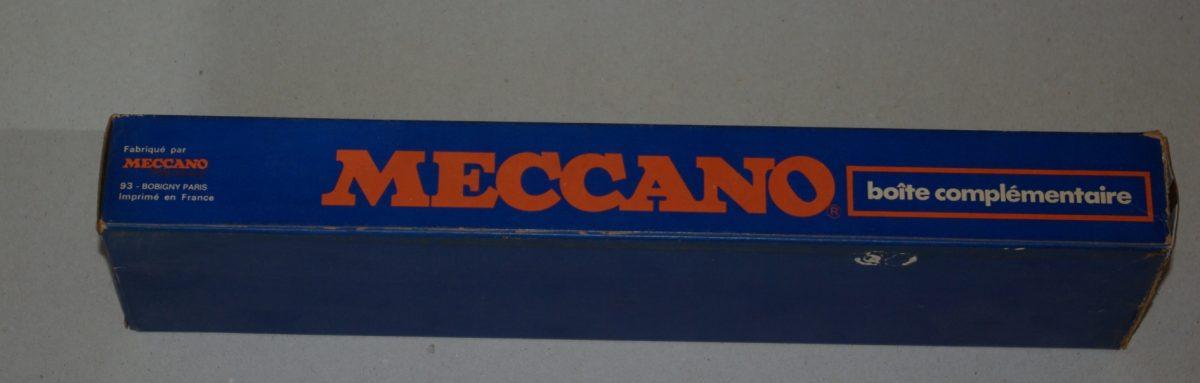 Fabriqué par
MECCANO
93 - BOBIGNY PARIS
Imprimé en France
MECCANO®
boîte complémentaire